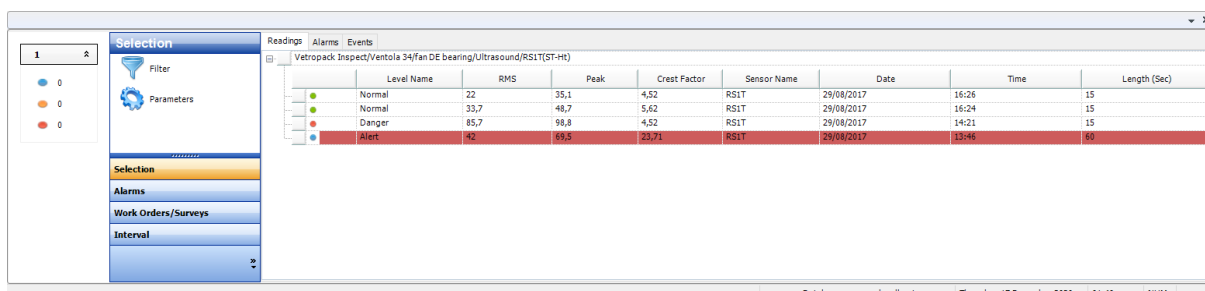 1
0
0
0
Selection
Filter
Parameters
Selection
Alarms
Work Orders/Surveys
Interval
Readings Alarms Events
Vetropack Inspect/Ventola 34/fan DE bearing/Ultrasound/RS1T(ST-Ht)
Level Name RMS Peak Crest Factor Sensor Name Date Time Length (Sec)
Normal 22 35,1 4,52 RS1T 29/08/2017 16:26 15
Normal 33,7 48,7 5,62 RS1T 29/08/2017 16:24 15
Danger 85,7 98,8 4,52 RS1T 29/08/2017 14:21 15
Alert 42 69,5 23,71 RS1T 29/08/2017 13:46 60